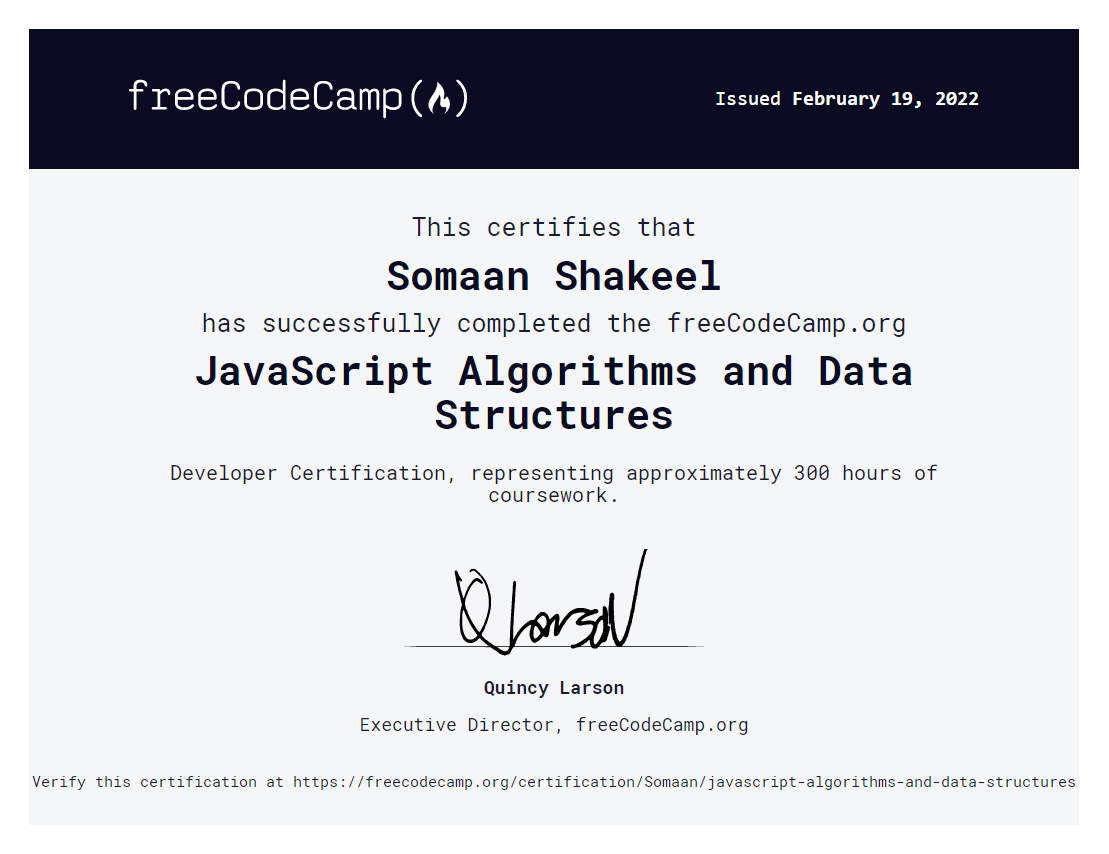 freeCodeCamp(🔥)
Issued February 19, 2022
This certifies that
Somaan Shakeel
has successfully completed the freeCodeCamp.org
JavaScript Algorithms and Data
Structures
Developer Certification, representing approximately 300 hours of
coursework.
Q Larson
Quincy Larson
Executive Director, freeCodeCamp.org
Verify this certification at https://freecodecamp.org/certification/Somaan/javascript-algorithms-and-data-structures